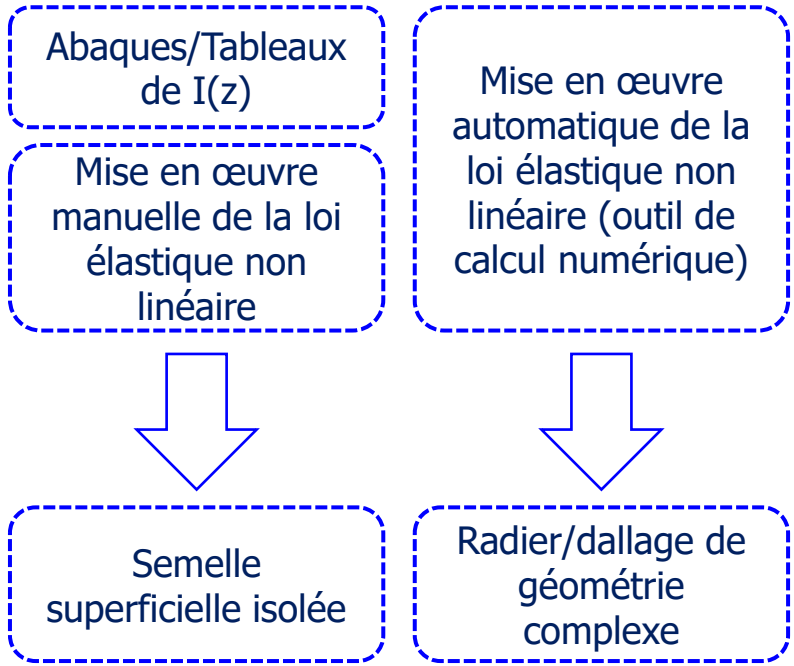 Abaques/Tableaux
de I(z)
Mise en œuvre
manuelle de la loi
élastique non
linéaire
Mise en œuvre
automatique de la
loi élastique non
linéaire (outil de
calcul numérique)
Semelle
superficielle isolée
Radier/dallage de
géométrie
complexe